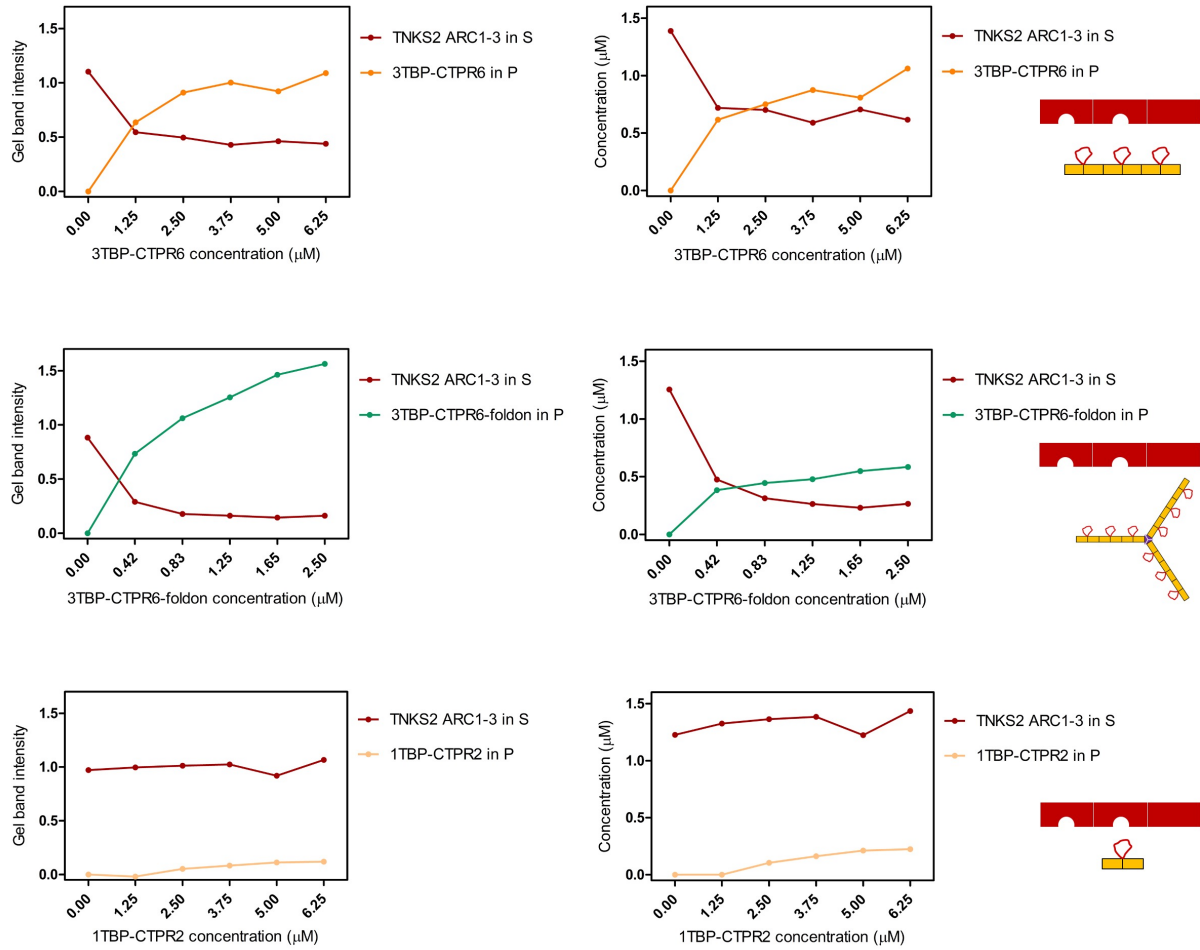 Gel band intensity
1.5
1.0
0.5
0.0
0.00 1.25 2.50 3.75 5.00 6.25
3TBP-CTPR6 concentration (μM)
TNKS2 ARC1-3 in S
3TBP-CTPR6 in P
Concentration (μM)
1.5
1.0
0.5
0.0
0.00 1.25 2.50 3.75 5.00 6.25
3TBP-CTPR6 concentration (μM)
TNKS2 ARC1-3 in S
3TBP-CTPR6 in P
Gel band intensity
1.5
1.0
0.5
0.0
0.00 0.42 0.83 1.25 1.65 2.50
3TBP-CTPR6-foldon concentration (μM)
TNKS2 ARC1-3 in S
3TBP-CTPR6-foldon in P
Concentration (μM)
1.5
1.0
0.5
0.0
0.00 0.42 0.83 1.25 1.65 2.50
3TBP-CTPR6-foldon concentration (μM)
TNKS2 ARC1-3 in S
3TBP-CTPR6-foldon in P
Gel band intensity
1.5
1.0
0.5
0.0
0.00 1.25 2.50 3.75 5.00 6.25
1TBP-CTPR2 concentration (μM)
TNKS2 ARC1-3 in S
1TBP-CTPR2 in P
Concentration (μM)
1.5
1.0
0.5
0.0
0.00 1.25 2.50 3.75 5.00 6.25
1TBP-CTPR2 concentration (μM)
TNKS2 ARC1-3 in S
1TBP-CTPR2 in P